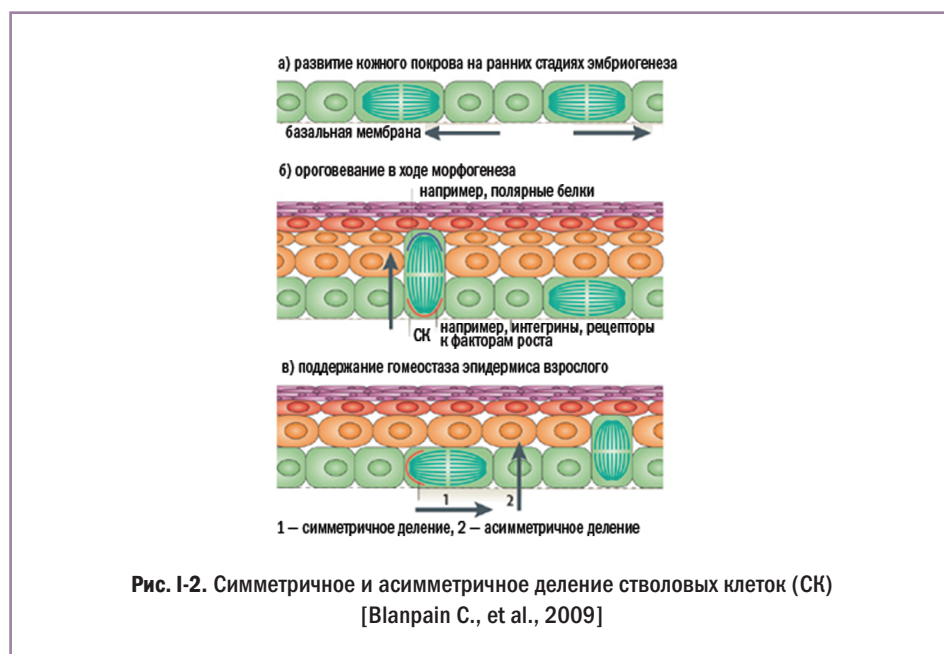 а) развитие кожного покрова на ранних стадиях эмбриогенеза
базальная мембрана
б) ороговевание в ходе морфогенеза
например, полярные белки
СК
например, интегрины, рецепторы
к факторам роста
в) поддержание гомеостаза эпидермиса взрослого
1
2
1 – симметричное деление, 2 – асимметричное деление
Рис. I-2. Симметричное и асимметричное деление стволовых клеток (СК)
[Blanpain C., et al., 2009]